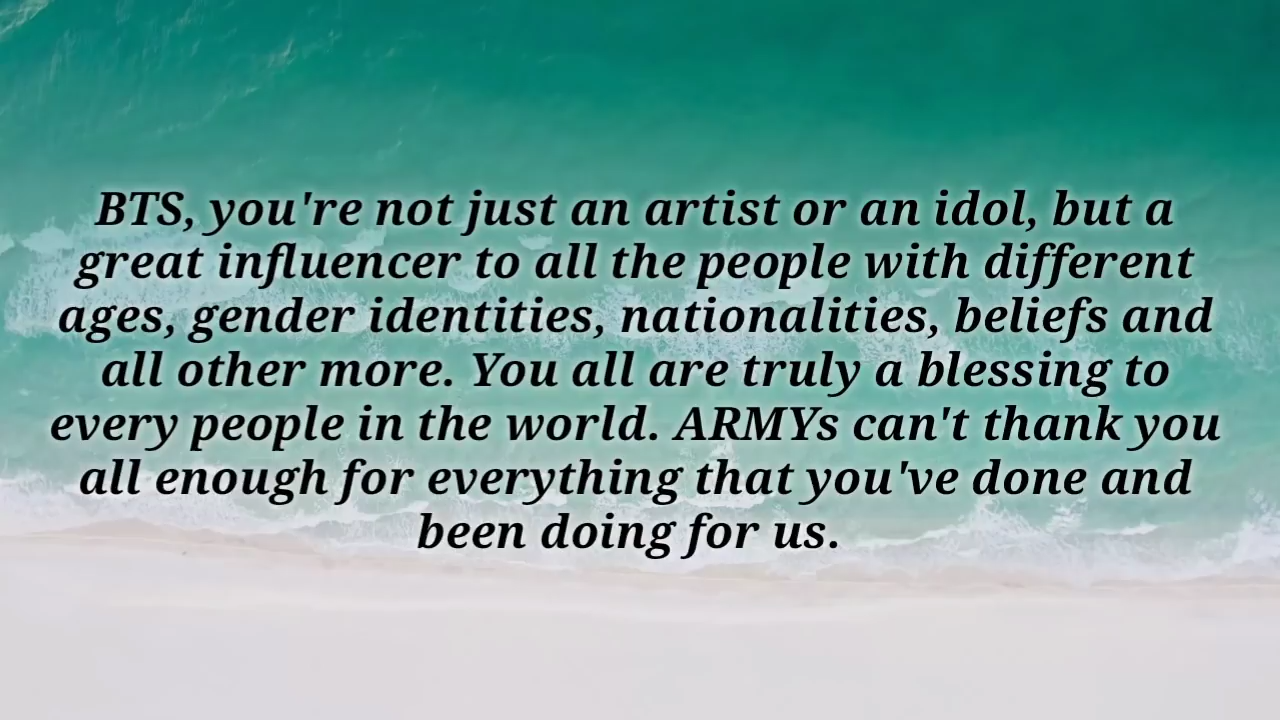 BTS, you're not just an artist or an idol, but a
great influencer to all the people with different
ages, gender identities, nationalities, beliefs and
all other more. You all are truly a blessing to
every people in the world. ARMYs can't thank you
all enough for everything that you've done and
been doing for us.